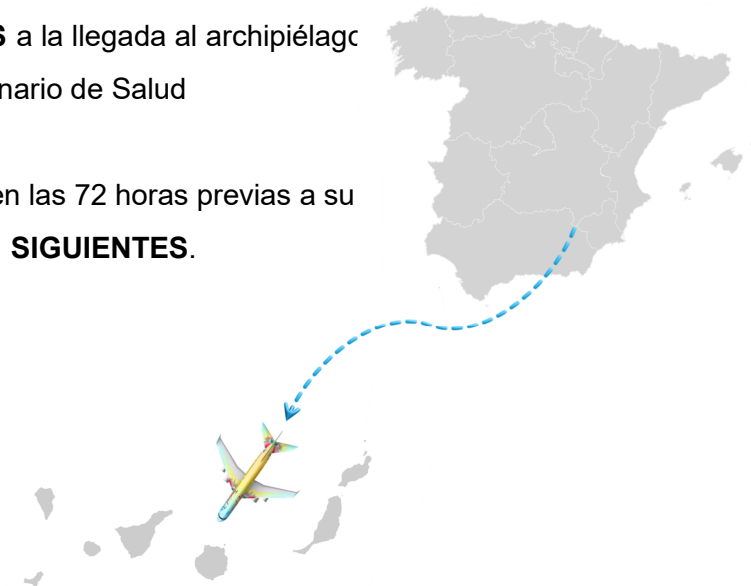 S a la llegada al archipiélago
nario de Salud
en las 72 horas previas a su
SIGUIENTES.